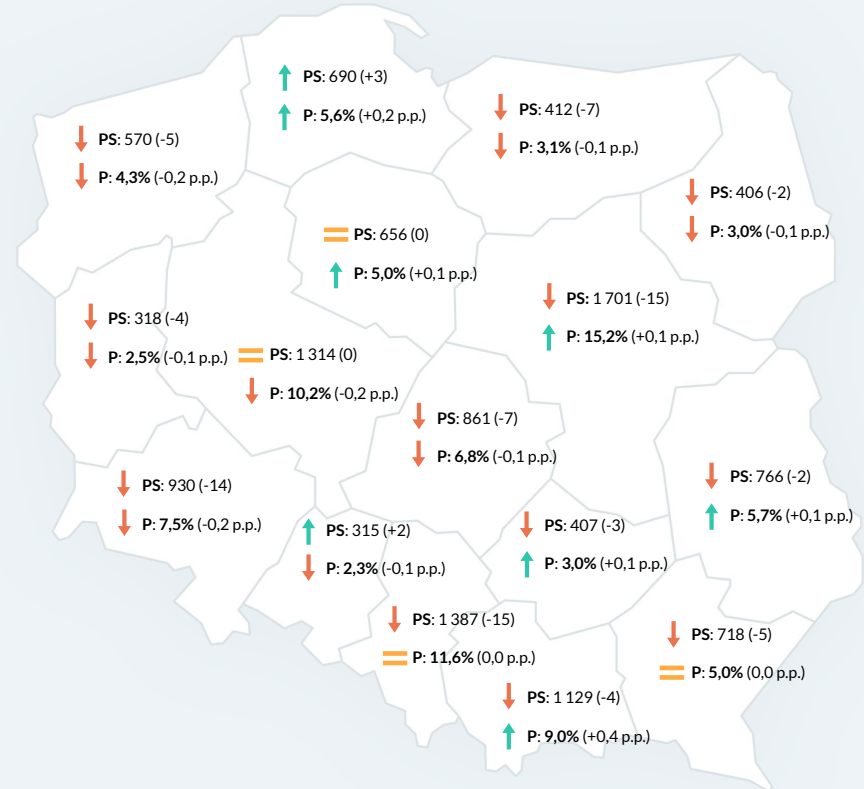 PS: 690 (+3)
P: 5,6% (+0,2 p.p.)
PS: 412 (-7)
P: 3,1% (-0,1 p.p.)
PS: 570 (-5)
P: 4,3% (-0,2 p.p.)
PS: 406 (-2)
P: 3,0% (-0,1 p.p.)
PS: 656 (0)
P: 5,0% (+0,1 p.p.)
PS: 1 701 (-15)
P: 15,2% (+0,1 p.p.)
PS: 318 (-4)
P: 2,5% (-0,1 p.p.)
PS: 1 314 (0)
P: 10,2% (-0,2 p.p.)
PS: 861 (-7)
P: 6,8% (-0,1 p.p.)
PS: 930 (-14)
P: 7,5% (-0,2 p.p.)
PS: 766 (-2)
P: 5,7% (+0,1 p.p.)
PS: 315 (+2)
P: 2,3% (-0,1 p.p.)
PS: 407 (-3)
P: 3,0% (+0,1 p.p.)
PS: 1 387 (-15)
P: 11,6% (0,0 p.p.)
PS: 718 (-5)
P: 5,0% (0,0 p.p.)
PS: 1 129 (-4)
P: 9,0% (+0,4 p.p.)